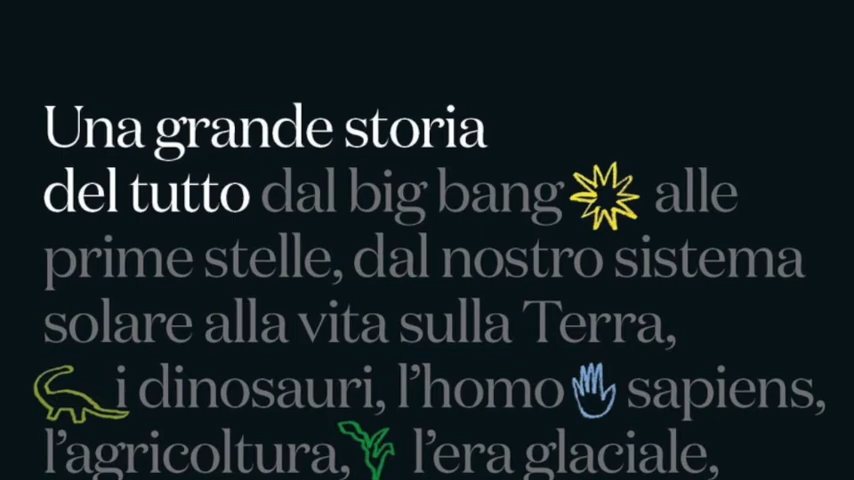 Una grande storia
del tutto dal big bang alle
prime stelle, dal nostro sistema
solare alla vita sulla Terra,
i dinosauri, l’homo sapiens,
l’agricoltura, l’era glaciale,